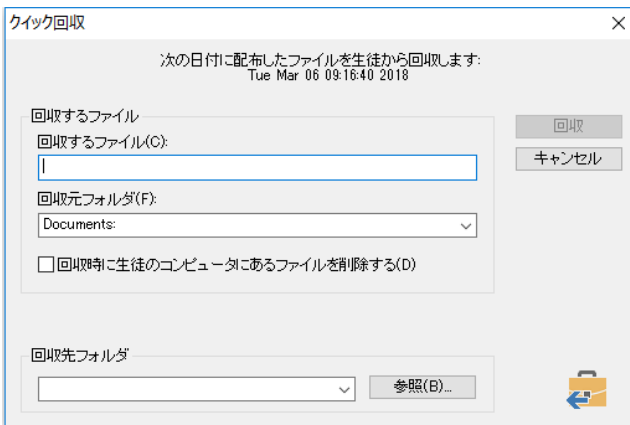 クイック回収
次の日付に配布したファイルを生徒から回収します:
Tue Mar 06 09:16:40 2018
回収するファイル
回収
回収するファイル(C):
キャンセル
回収元フォルダ(F):
Documents:
回収時に生徒のコンピュータにあるファイルを削除する(D)
回収先フォルダ
参照(B)...